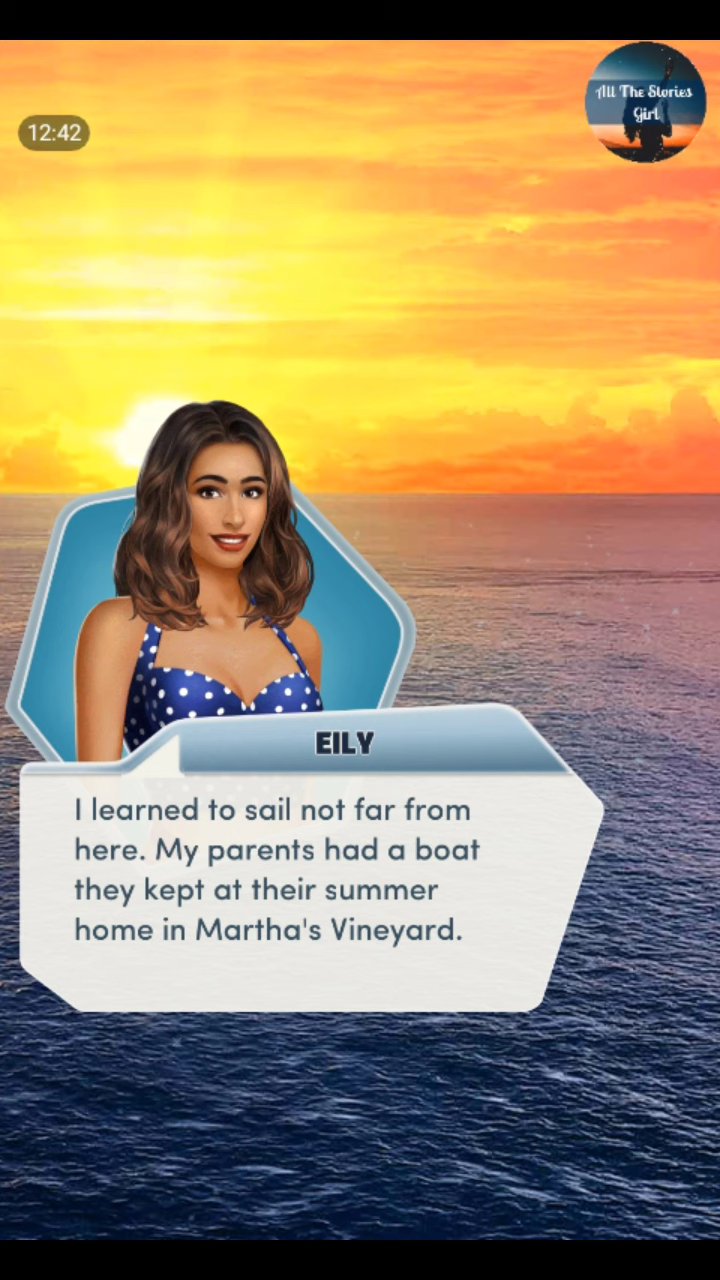 All The Stories
Girl
12:42
EILY
I learned to sail not far from
here. My parents had a boat
they kept at their summer
home in Martha's Vineyard.